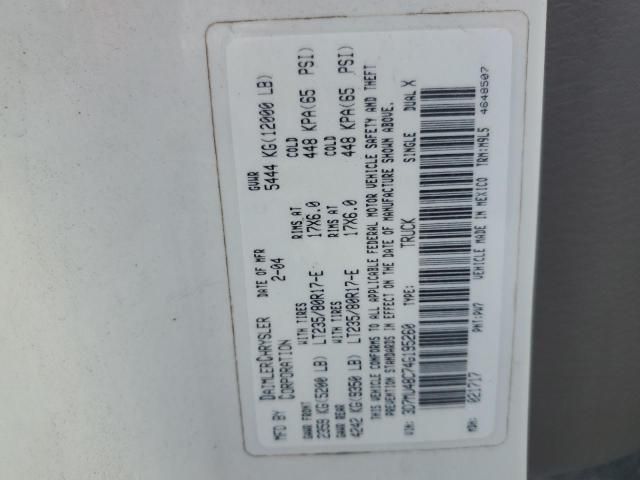 MFD BY DAIMLERCHRYSLER CORPORATION DATE OF MFR 2-04 GVWR 5444 KG(12000 LB)
GAWR FRONT WITH TIRES RIMS AT COLD
2359 KG(5200 LB) LT235/80R17-E 17X6.0 448 KPA(65 PSI)
GAWR REAR WITH TIRES RIMS AT COLD
4242 KG(9350 LB) LT235/80R17-E 17X6.0 448 KPA(65 PSI)
THIS VEHICLE CONFORMS TO ALL APPLICABLE FEDERAL MOTOR VEHICLE SAFETY AND THEFT
PREVENTION STANDARDS IN EFFECT ON THE DATE OF MANUFACTURE SHOWN ABOVE.
VIN: 3D7MU48C74G195260 TYPE: TRUCK SINGLE DUAL X
MDH: 021717 PNT:PW7 VEHICLE MADE IN MEXICO TRM:M9L5 4648507